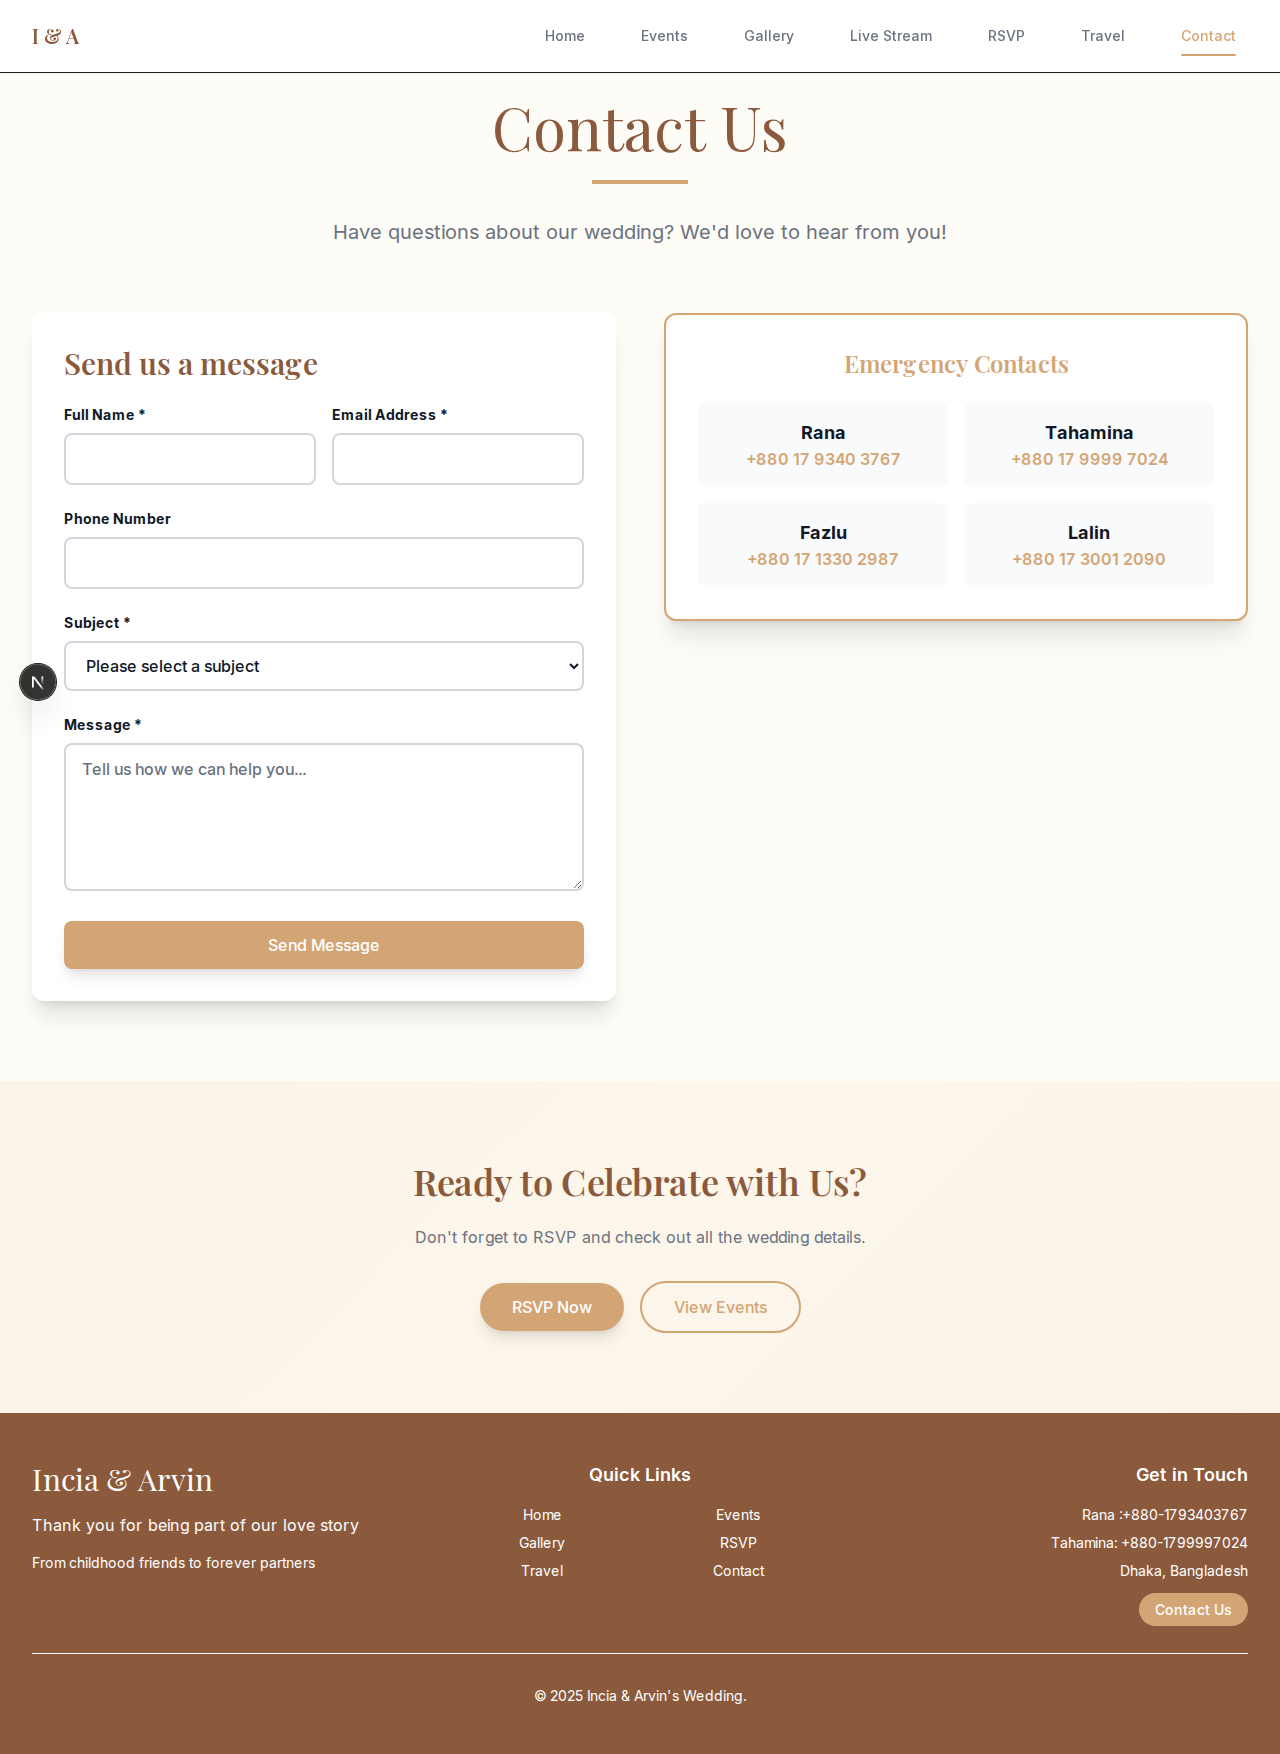 I & A
Home Events Gallery Live Stream RSVP Travel Contact
Contact Us
Have questions about our wedding? We'd love to hear from you!
Send us a message
Full Name * Email Address *
Phone Number
Subject *
Please select a subject
Message *
Tell us how we can help you...
Send Message
Emergency Contacts
Rana
+880 17 9340 3767
Tahamina
+880 17 9999 7024
Fazlu
+880 17 1330 2987
Lalin
+880 17 3001 2090
N
Ready to Celebrate with Us?
Don't forget to RSVP and check out all the wedding details.
RSVP Now View Events
Incia & Arvin
Thank you for being part of our love story
From childhood friends to forever partners
Quick Links
Home Events
Gallery RSVP
Travel Contact
Get in Touch
Rana :+880-1793403767
Tahamina: +880-1799997024
Dhaka, Bangladesh
Contact Us
© 2025 Incia & Arvin's Wedding.